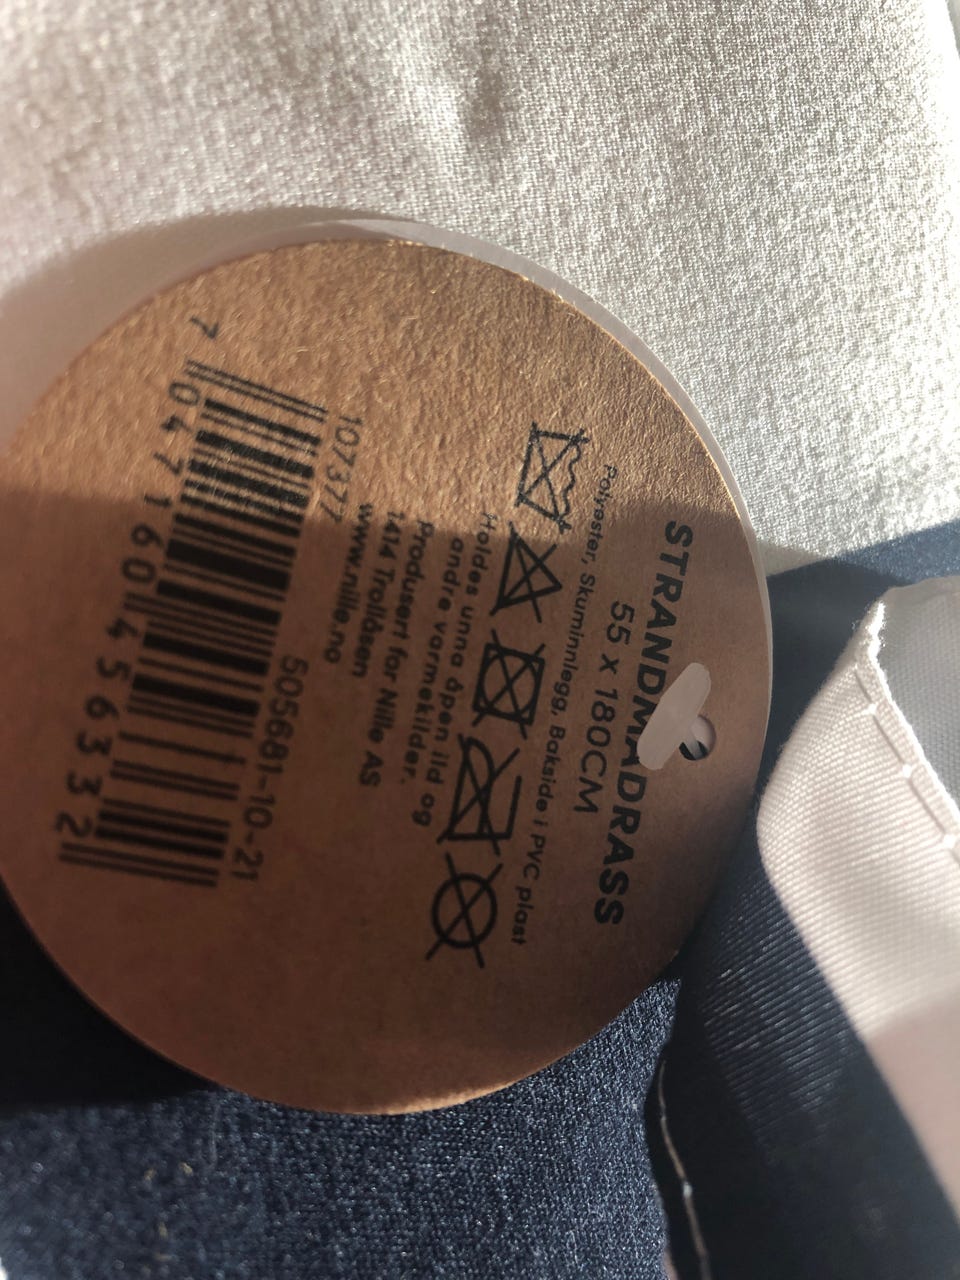 STRANDMADRASS
55 x 180CM
Polyester, Skuminnlegg, Bakside i PVC plast
Holdes unna åpen ild og
andre varmekilder.
Produsert for Nille AS
1414 Trollåsen
www.nille.no
107377
505681-10-21
7 047160 456332